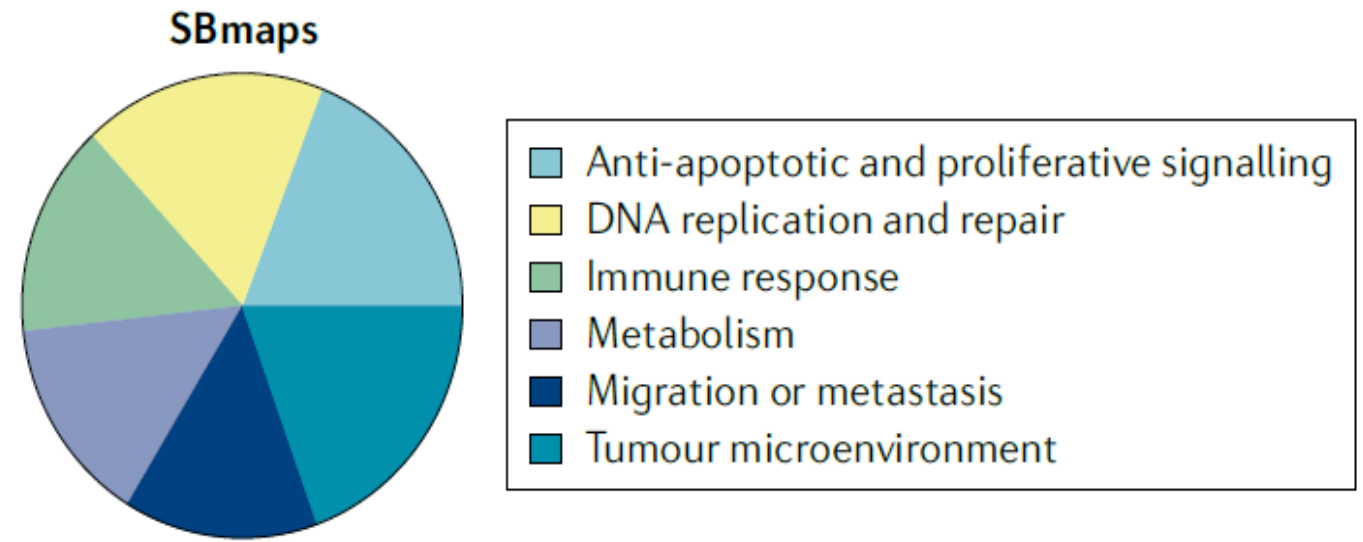 SBmaps
Anti-apoptotic and proliferative signalling
DNA replication and repair
Immune response
Metabolism
Migration or metastasis
Tumour microenvironment